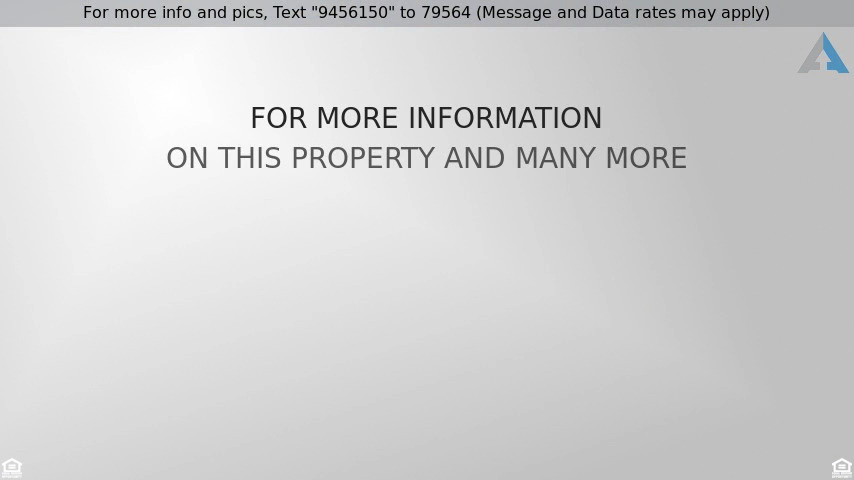 For more info and pics, Text "9456150" to 79564 (Message and Data rates may apply)
FOR MORE INFORMATION
ON THIS PROPERTY AND MANY MORE